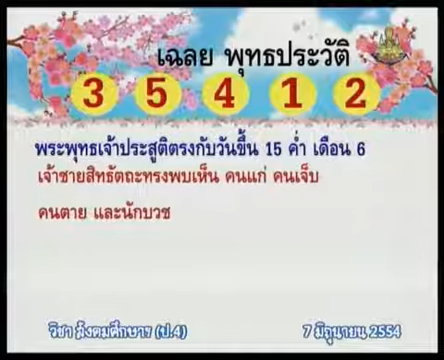 เฉลย พุทธประวัติ
3 5 4 1 2
พระพุทธเจ้าประสูติตรงกับวันขึ้น 15 ค่ำ เดือน 6
เจ้าชายสิทธัตถะทรงพบเห็น คนแก่ คนเจ็บ
คนตาย และนักบวช
วิชา สังคมศึกษาฯ (ป.4) 7 มิถุนายน 2554